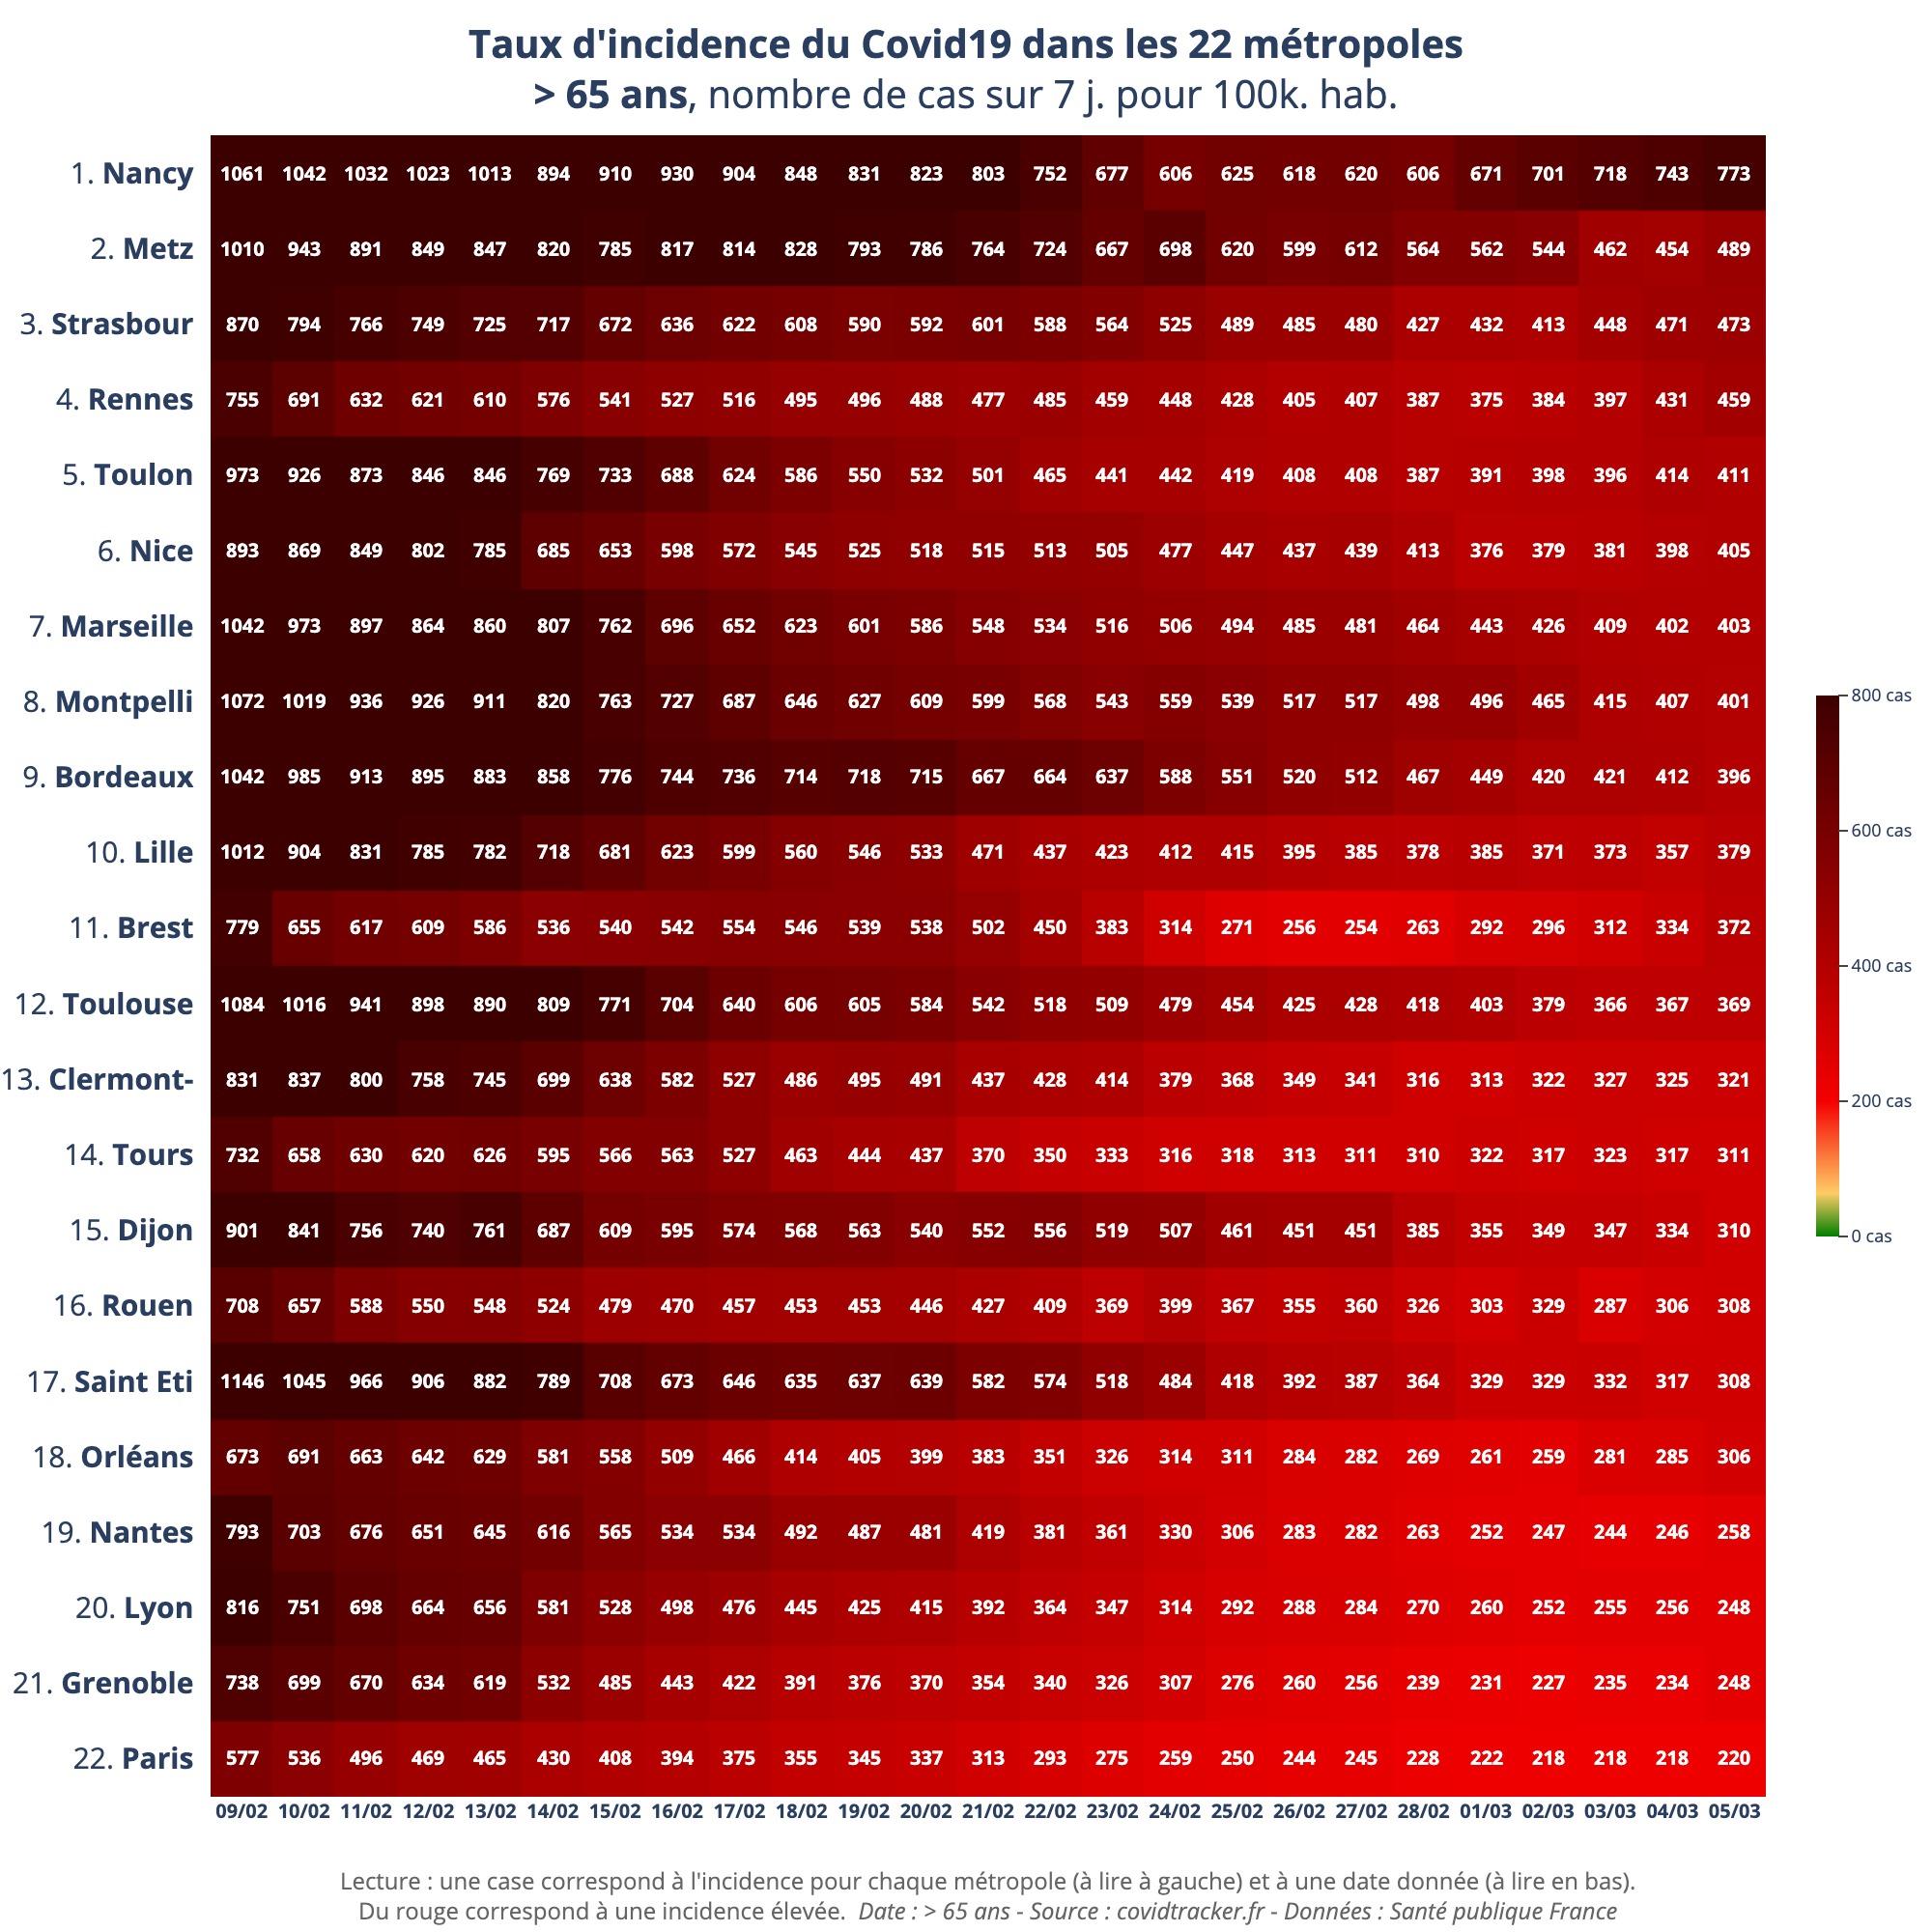 Taux d'incidence du Covid19 dans les 22 métropoles
> 65 ans, nombre de cas sur 7 j. pour 100k. hab.
1. Nancy 1061 1042 1032 1023 1013 894 910 930 904 848 831 823 803 752 677 606 625 618 620 606 671 701 718 743 773
2. Metz 1010 943 891 849 847 820 785 817 814 828 793 786 764 724 667 698 620 599 612 564 562 544 462 454 489
3. Strasbour 870 794 766 749 725 717 672 636 622 608 590 592 601 588 564 525 489 485 480 427 432 413 448 471 473
4. Rennes 755 691 632 621 610 576 541 527 516 495 496 488 477 485 459 448 428 405 407 387 375 384 397 431 459
5. Toulon 973 926 873 846 846 769 733 688 624 586 550 532 501 465 441 442 419 408 408 387 391 398 396 414 411
6. Nice 893 869 849 802 785 685 653 598 572 545 525 518 515 513 505 477 447 437 439 413 376 379 381 398 405
7. Marseille 1042 973 897 864 860 807 762 696 652 623 601 586 548 534 516 506 494 485 481 464 443 426 409 402 403
8. Montpelli 1072 1019 936 926 911 820 763 727 687 646 627 609 599 568 543 559 539 517 517 498 496 465 415 407 401
9. Bordeaux 1042 985 913 895 883 858 776 744 736 714 718 715 667 664 637 588 551 520 512 467 449 420 421 412 396
10. Lille 1012 904 831 785 782 718 681 623 599 560 546 533 471 437 423 412 415 395 385 378 385 371 373 357 379
11. Brest 779 655 617 609 586 536 540 542 554 546 539 538 502 450 383 314 271 256 254 263 292 296 312 334 372
12. Toulouse 1084 1016 941 898 890 809 771 704 640 606 605 584 542 518 509 479 454 425 428 418 403 379 366 367 369
13. Clermont- 831 837 800 758 745 699 638 582 527 486 495 491 437 428 414 379 368 349 341 316 313 322 327 325 321
14. Tours 732 658 630 620 626 595 566 563 527 463 444 437 370 350 333 316 318 313 311 310 322 317 323 317 311
15. Dijon 901 841 756 740 761 687 609 595 574 568 563 540 552 556 519 507 461 451 451 385 355 349 347 334 310
16. Rouen 708 657 588 550 548 524 479 470 457 453 453 446 427 409 369 399 367 355 360 326 303 329 287 306 308
17. Saint Eti 1146 1045 966 906 882 789 708 673 646 635 637 639 582 574 518 484 418 392 387 364 329 329 332 317 308
18. Orléans 673 691 663 642 629 581 558 509 466 414 405 399 383 351 326 314 311 284 282 269 261 259 281 285 306
19. Nantes 793 703 676 651 645 616 565 534 534 492 487 481 419 381 361 330 306 283 282 263 252 247 244 246 258
20. Lyon 816 751 698 664 656 581 528 498 476 445 425 415 392 364 347 314 292 288 284 270 260 252 255 256 248
21. Grenoble 738 699 670 634 619 532 485 443 422 391 376 370 354 340 326 307 276 260 256 239 231 227 235 234 248
22. Paris 577 536 496 469 465 430 408 394 375 355 345 337 313 293 275 259 250 244 245 228 222 218 218 218 220
09/02 10/02 11/02 12/02 13/02 14/02 15/02 16/02 17/02 18/02 19/02 20/02 21/02 22/02 23/02 24/02 25/02 26/02 27/02 28/02 01/03 02/03 03/03 04/03 05/03
800 cas
600 cas
400 cas
200 cas
0 cas
Lecture : une case correspond à l'incidence pour chaque métropole (à lire à gauche) et à une date donnée (à lire en bas).
Du rouge correspond à une incidence élevée. Date : > 65 ans - Source : covidtracker.fr - Données : Santé publique France